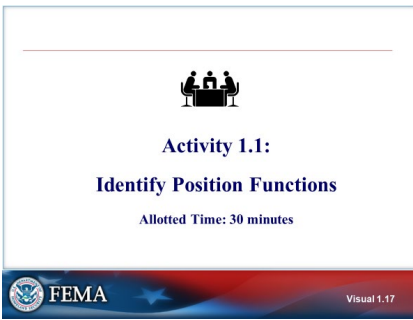 Activity 1.1:
Identify Position Functions
Allotted Time: 30 minutes
FEMA
Visual 1.17